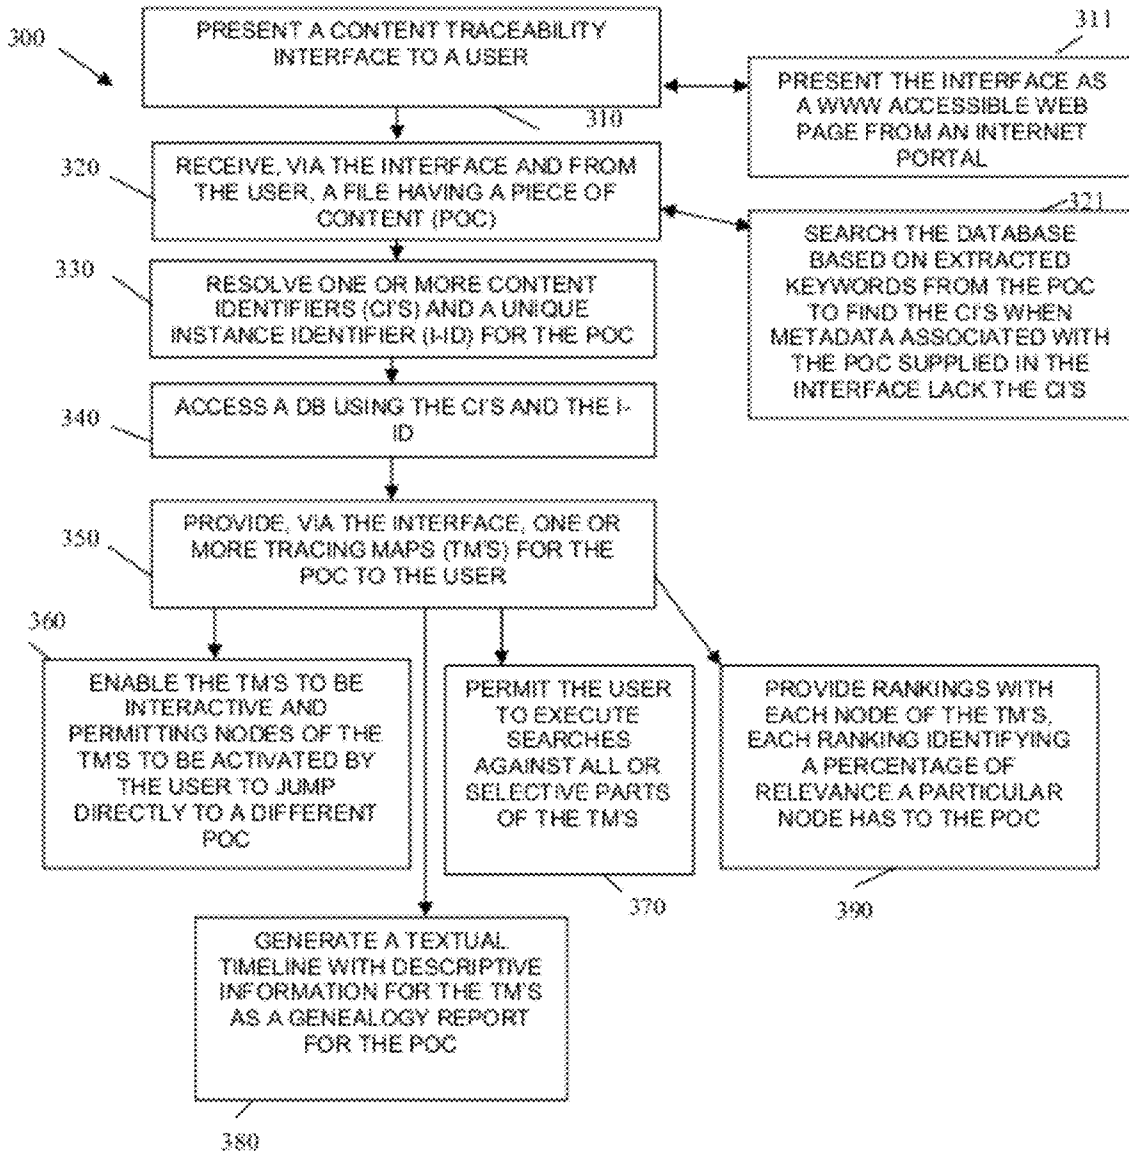 300
PRESENT A CONTENT TRACEABILITY
INTERFACE TO A USER
310
311
PRESENT THE INTERFACE AS
A WWW ACCESSIBLE WEB
PAGE FROM AN INTERNET
PORTAL
320
RECEIVE, VIA THE INTERFACE AND FROM
THE USER, A FILE HAVING A PIECE OF
CONTENT (POC)
321
SEARCH THE DATABASE
BASED ON EXTRACTED
KEYWORDS FROM THE POC
TO FIND THE CI'S WHEN
METADATA ASSOCIATED WITH
THE POC SUPPLIED IN THE
INTERFACE LACK THE CI'S
330
RESOLVE ONE OR MORE CONTENT
IDENTIFIERS (CI'S) AND A UNIQUE
INSTANCE IDENTIFIER (I-ID) FOR THE POC
340
ACCESS A DB USING THE CI'S AND THE I-
ID
350
PROVIDE, VIA THE INTERFACE, ONE OR
MORE TRACING MAPS (TM'S) FOR THE
POC TO THE USER
360
ENABLE THE TM'S TO BE
INTERACTIVE AND
PERMITTING NODES OF THE
TM'S TO BE ACTIVATED BY
THE USER TO JUMP
DIRECTLY TO A DIFFERENT
POC
PERMIT THE USER
TO EXECUTE
SEARCHES
AGAINST ALL OR
SELECTIVE PARTS
OF THE TM'S
370
PROVIDE RANKINGS WITH
EACH NODE OF THE TM'S,
EACH RANKING IDENTIFYING
A PERCENTAGE OF
RELEVANCE A PARTICULAR
NODE HAS TO THE POC
390
GENERATE A TEXTUAL
TIMELINE WITH DESCRIPTIVE
INFORMATION FOR THE TM'S
AS A GENEALOGY REPORT
FOR THE POC
380